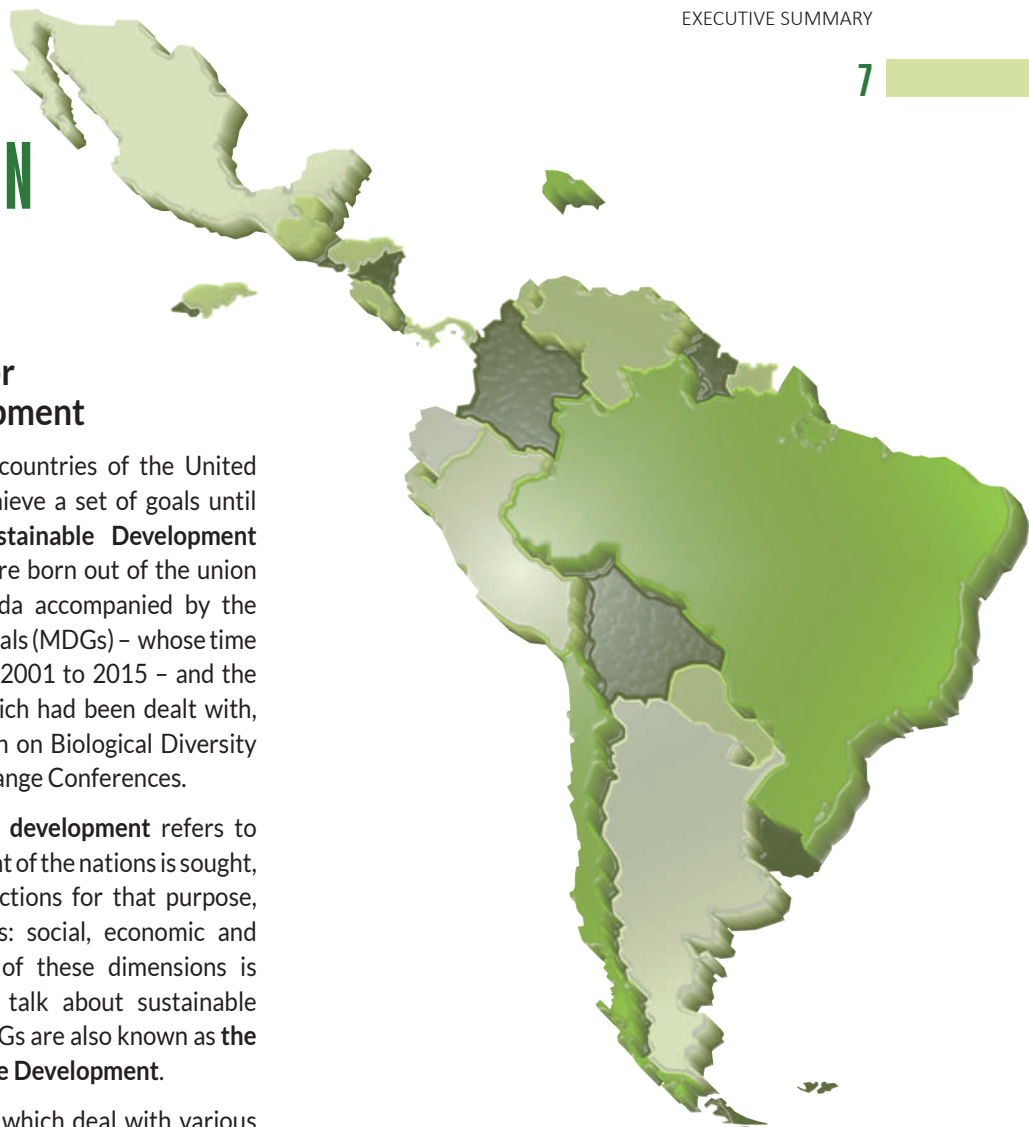 EXECUTIVE SUMMARY
7
N
or
pment
countries of the United
hieve a set of goals until
stainable Development
re born out of the union
da accompanied by the
als (MDGs) – whose time
2001 to 2015 – and the
ich had been dealt with,
n on Biological Diversity
ange Conferences.
development refers to
nt of the nations is sought,
ctions for that purpose,
s: social, economic and
of these dimensions is
talk about sustainable
Gs are also known as the
e Development.
which deal with various